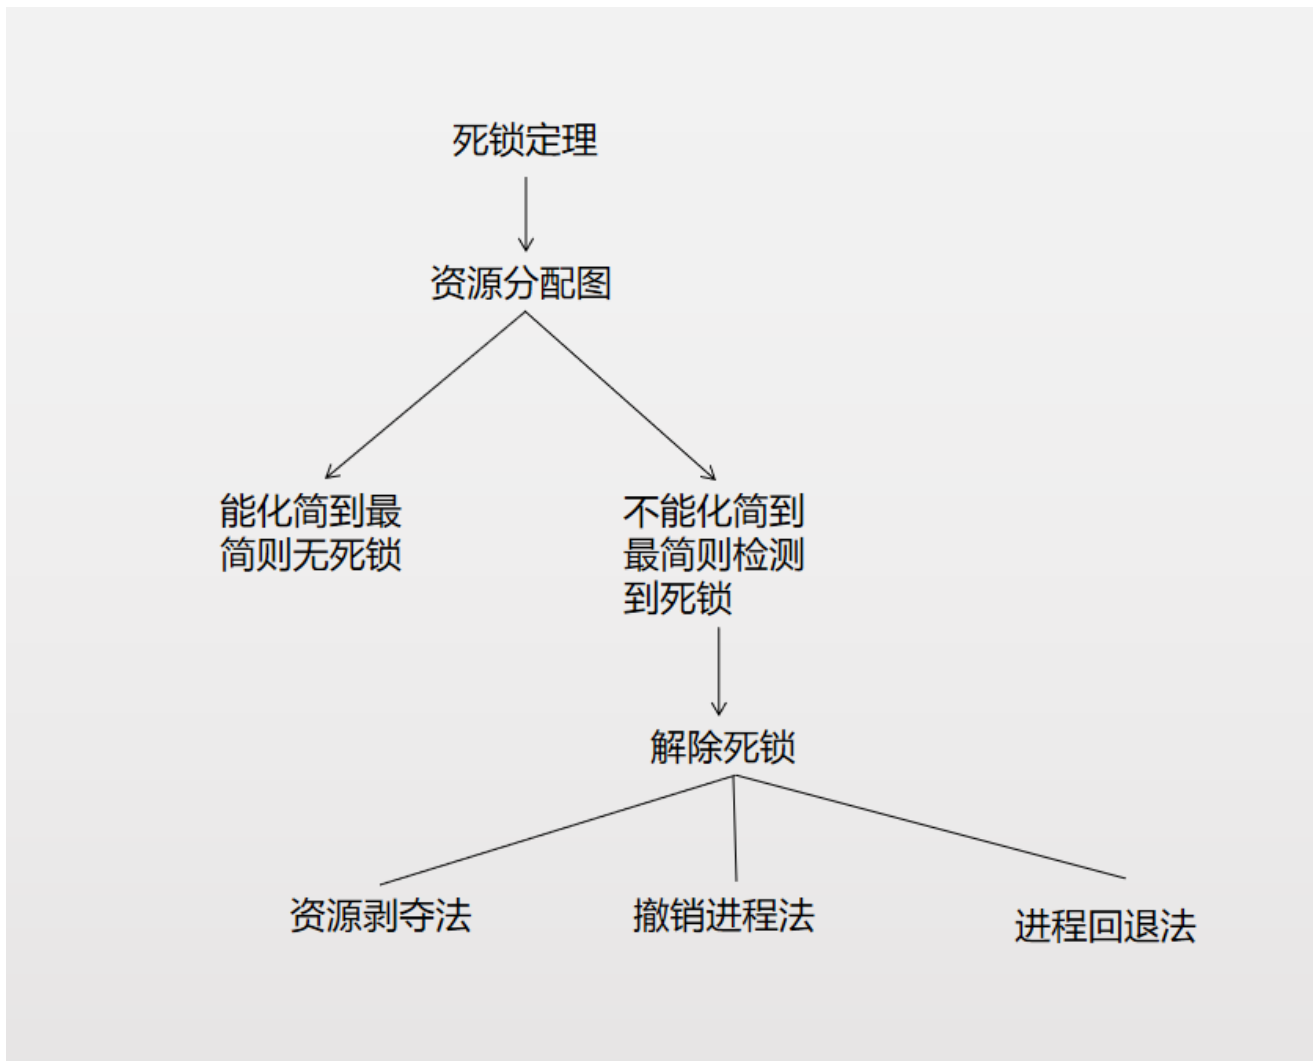 死锁定理
资源分配图
能化简到最
简则无死锁
不能化简到
最简则检测
到死锁
解除死锁
资源剥夺法
撤销进程法
进程回退法